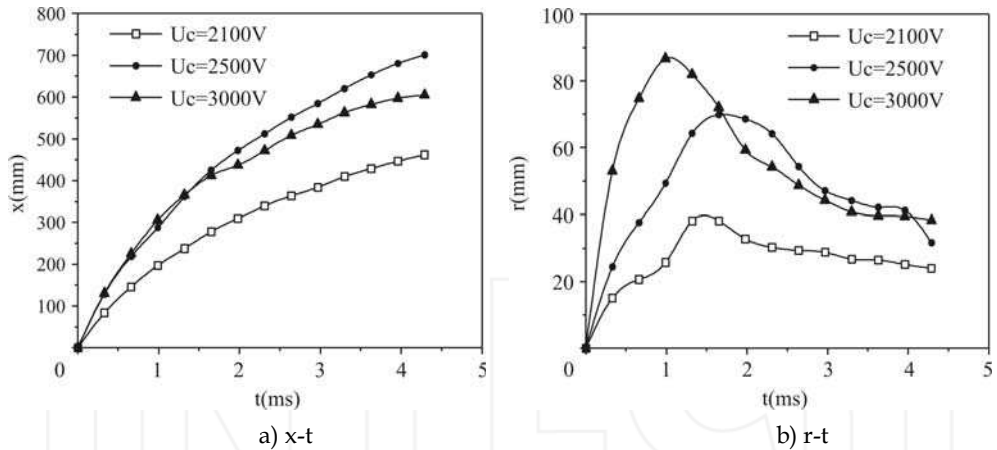 Uc=2100V
Uc=2500V
Uc=3000V
800
700
600
500
400
300
200
100
0 1 2 3 4 5
x(mm)
t(ms)
a) x-t
Uc=2100V
Uc=2500V
Uc=3000V
100
80
60
40
20
0 1 2 3 4 5
r(mm)
t(ms)
b) r-t